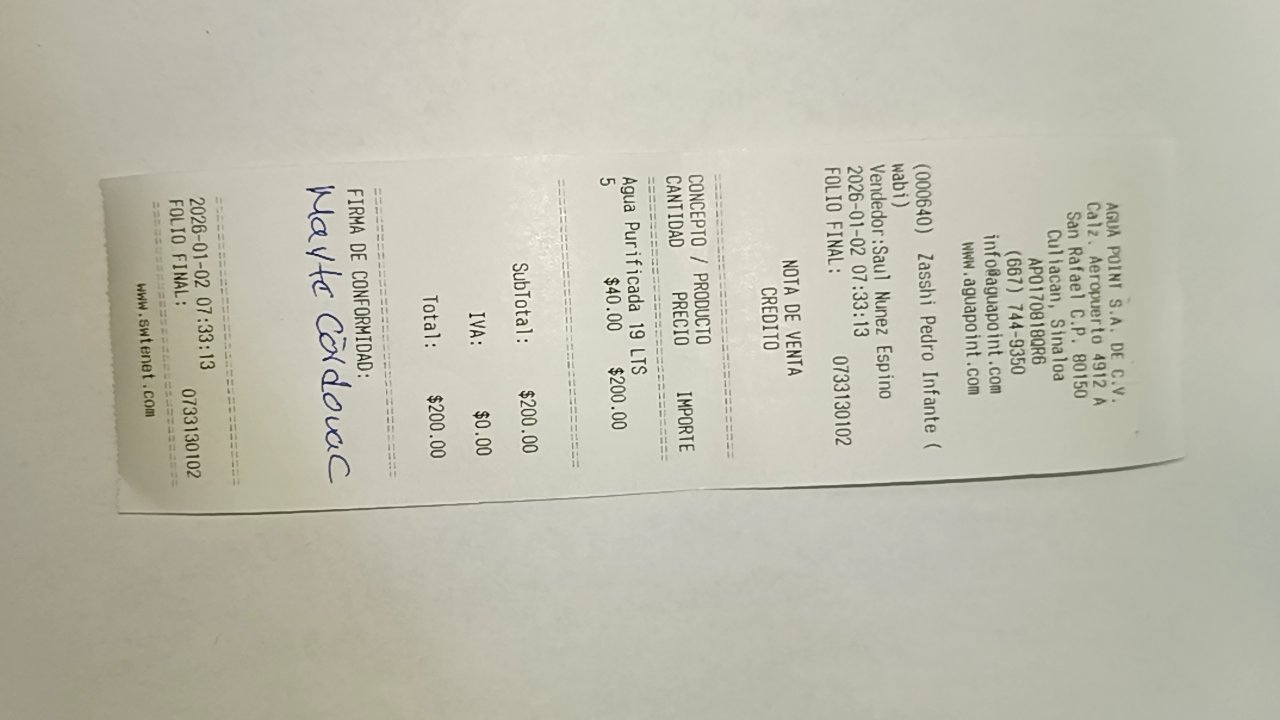 AGUA POINT S.A. DE C.V.
Calz. Aeropuerto 4912 A
San Rafael C.P. 80150
Culiacan, Sinaloa
APO170818QR6
(667) 744-9350
info@aguapoint.com
www.aguapoint.com
(000640) Zasshi Pedro Infante (
wabi)
Vendedor:Saul Nunez Espino
2026-01-02 07:33:13
FOLIO FINAL: 0733130102
NOTA DE VENTA
CREDITO
CONCEPTO / PRODUCTO
CANTIDAD PRECIO IMPORTE
Agua Purificada 19 LTS
5 $40.00 $200.00
SubTotal: $200.00
IVA: $0.00
Total: $200.00
FIRMA DE CONFORMIDAD:
Mayte
2026-01-02 07:33:13
FOLIO FINAL: 0733130102
www.swtenet.com